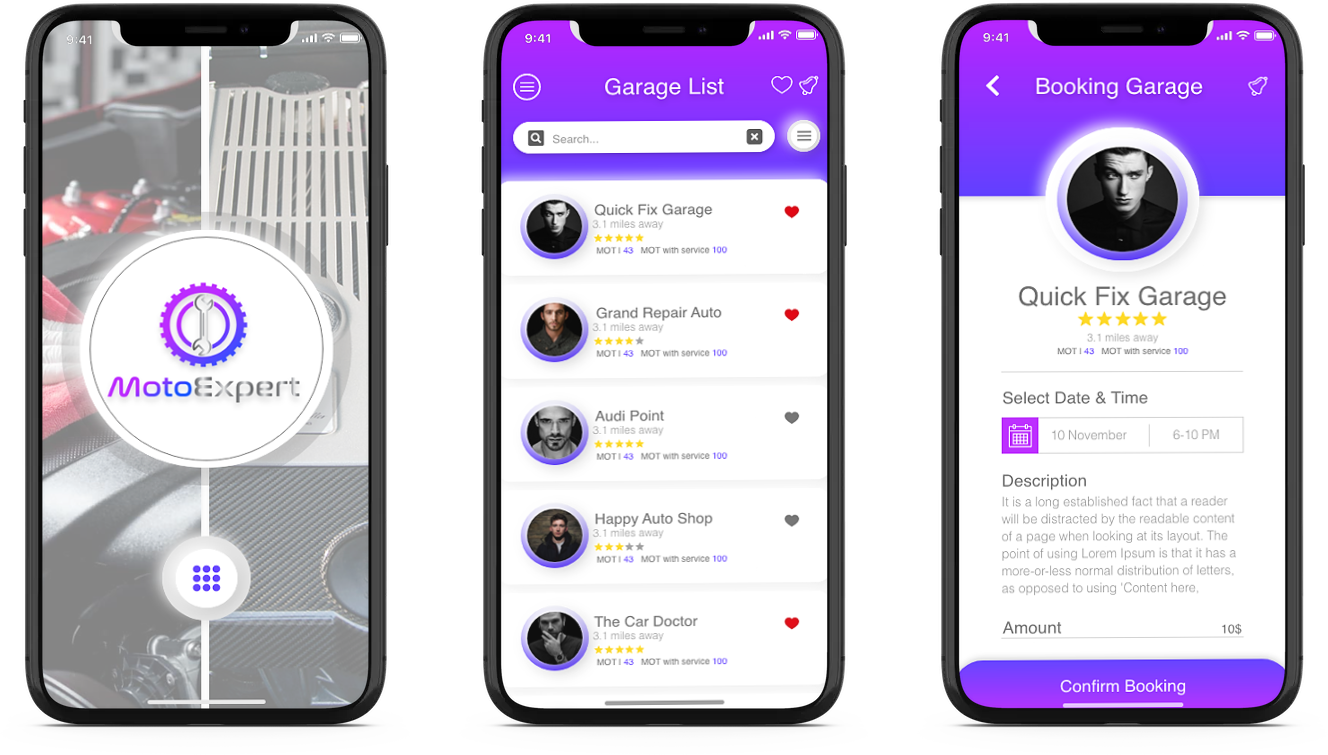 9:41
MotoExpert
9:41
Garage List
Search...
Quick Fix Garage
3.1 miles away
MOT I 43 MOT with service 100
Grand Repair Auto
3.1 miles away
MOT I 43 MOT with service 100
Audi Point
3.1 miles away
MOT I 43 MOT with service 100
Happy Auto Shop
3.1 miles away
MOT I 43 MOT with service 100
The Car Doctor
3.1 miles away
MOT I 43 MOT with service 100
9:41
Booking Garage
Quick Fix Garage
3.1 miles away
MOT I 43 MOT with service 100
Select Date & Time
10 November 6-10 PM
Description
It is a long established fact that a reader
will be distracted by the readable content
of a page when looking at its layout. The
point of using Lorem Ipsum is that it has a
more-or-less normal distribution of letters,
as opposed to using 'Content here,
Amount 10$
Confirm Booking